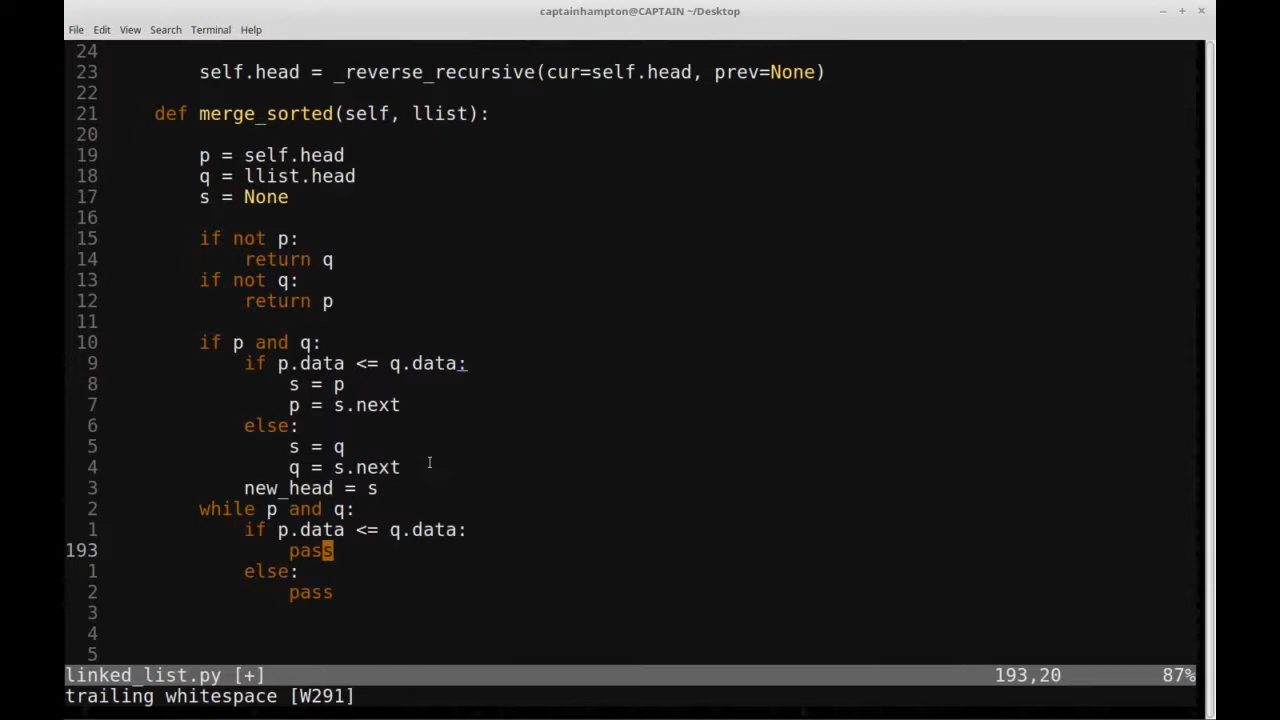 captainhampton@CAPTAIN ~/Desktop
File Edit View Search Terminal Help
24
23 self.head = _reverse_recursive(cur=self.head, prev=None)
22
21 def merge_sorted(self, llist):
20
19 p = self.head
18 q = llist.head
17 s = None
16
15 if not p:
14 return q
13 if not q:
12 return p
11
10 if p and q:
9 if p.data <= q.data:
8 s = p
7 p = s.next
6 else:
5 s = q
4 q = s.next
3 new_head = s
2 while p and q:
1 if p.data <= q.data:
193 pass
1 else:
2 pass
3
4
5
linked_list.py [+] 193,20 87%
trailing whitespace [W291]